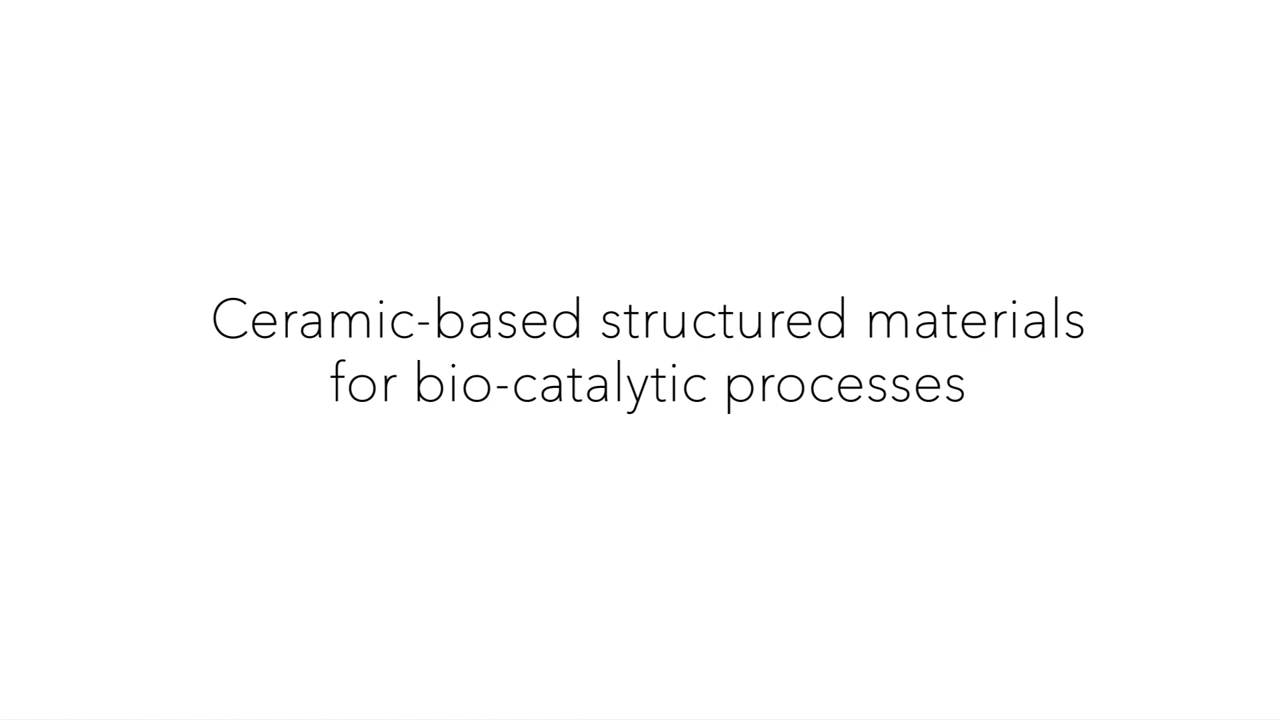 Ceramic-based structured materials
for bio-catalytic processes